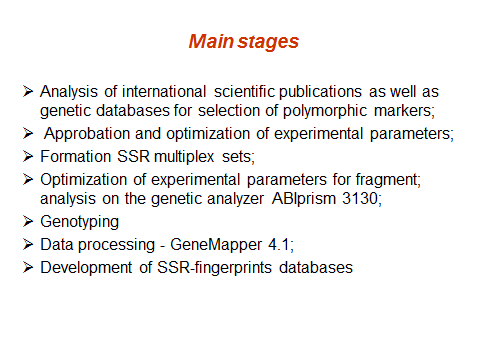 Main stages
➢ Analysis of international scientific publications as well as
genetic databases for selection of polymorphic markers;
➢ Approbation and optimization of experimental parameters;
➢ Formation SSR multiplex sets;
➢ Optimization of experimental parameters for fragment;
analysis on the genetic analyzer ABIprism 3130;
➢ Genotyping
➢ Data processing - GeneMapper 4.1;
➢ Development of SSR-fingerprints databases